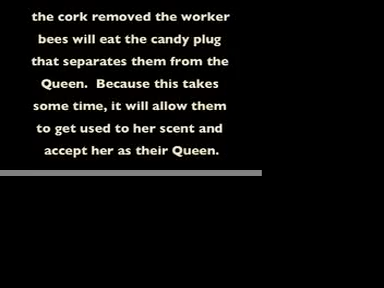 the cork removed the worker
bees will eat the candy plug
that separates them from the
Queen.  Because this takes
some time, it will allow them
to get used to her scent and
accept her as their Queen.